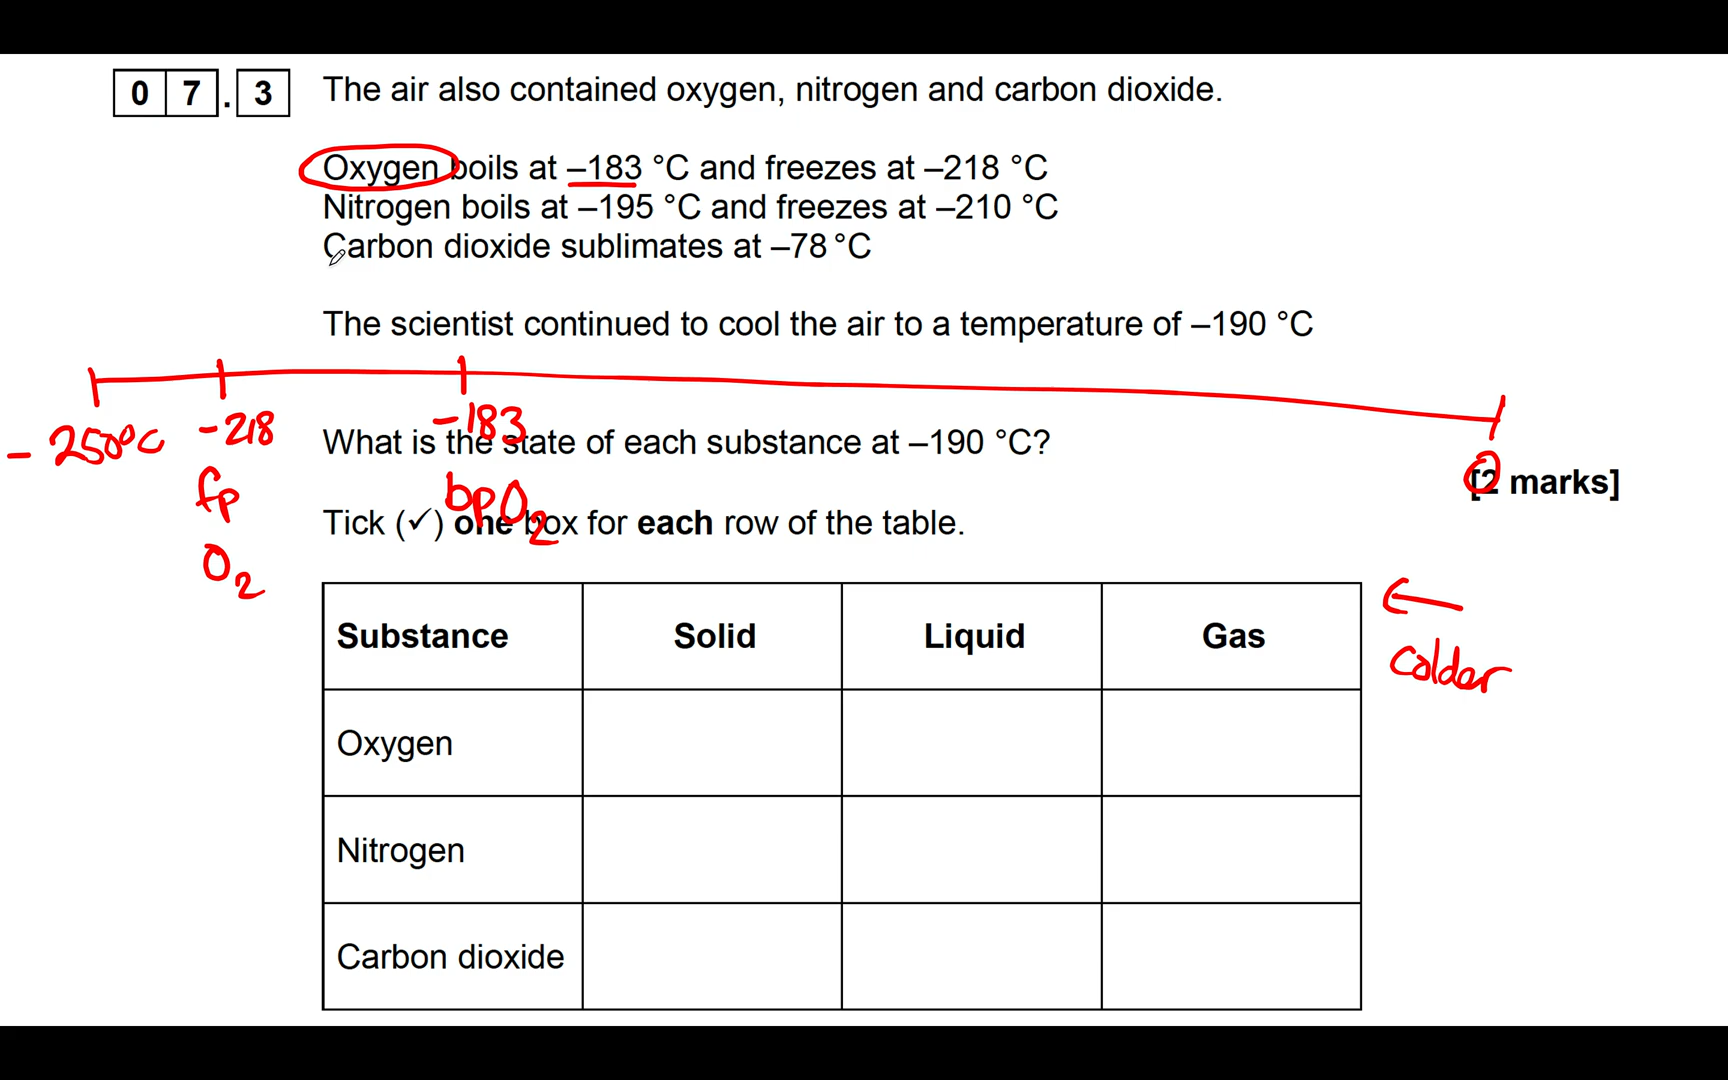 07.3 The air also contained oxygen, nitrogen and carbon dioxide.
Oxygen boils at –183 °C and freezes at –218 °C
Nitrogen boils at –195 °C and freezes at –210 °C
Carbon dioxide sublimates at –78 °C
The scientist continued to cool the air to a temperature of –190 °C
-250°C
-218
-183
0
fp
O2
bp O2
What is the state of each substance at –190 °C?
[2 marks]
Tick (✓) one box for each row of the table.
Substance Solid Liquid Gas
colder
Oxygen
Nitrogen
Carbon dioxide